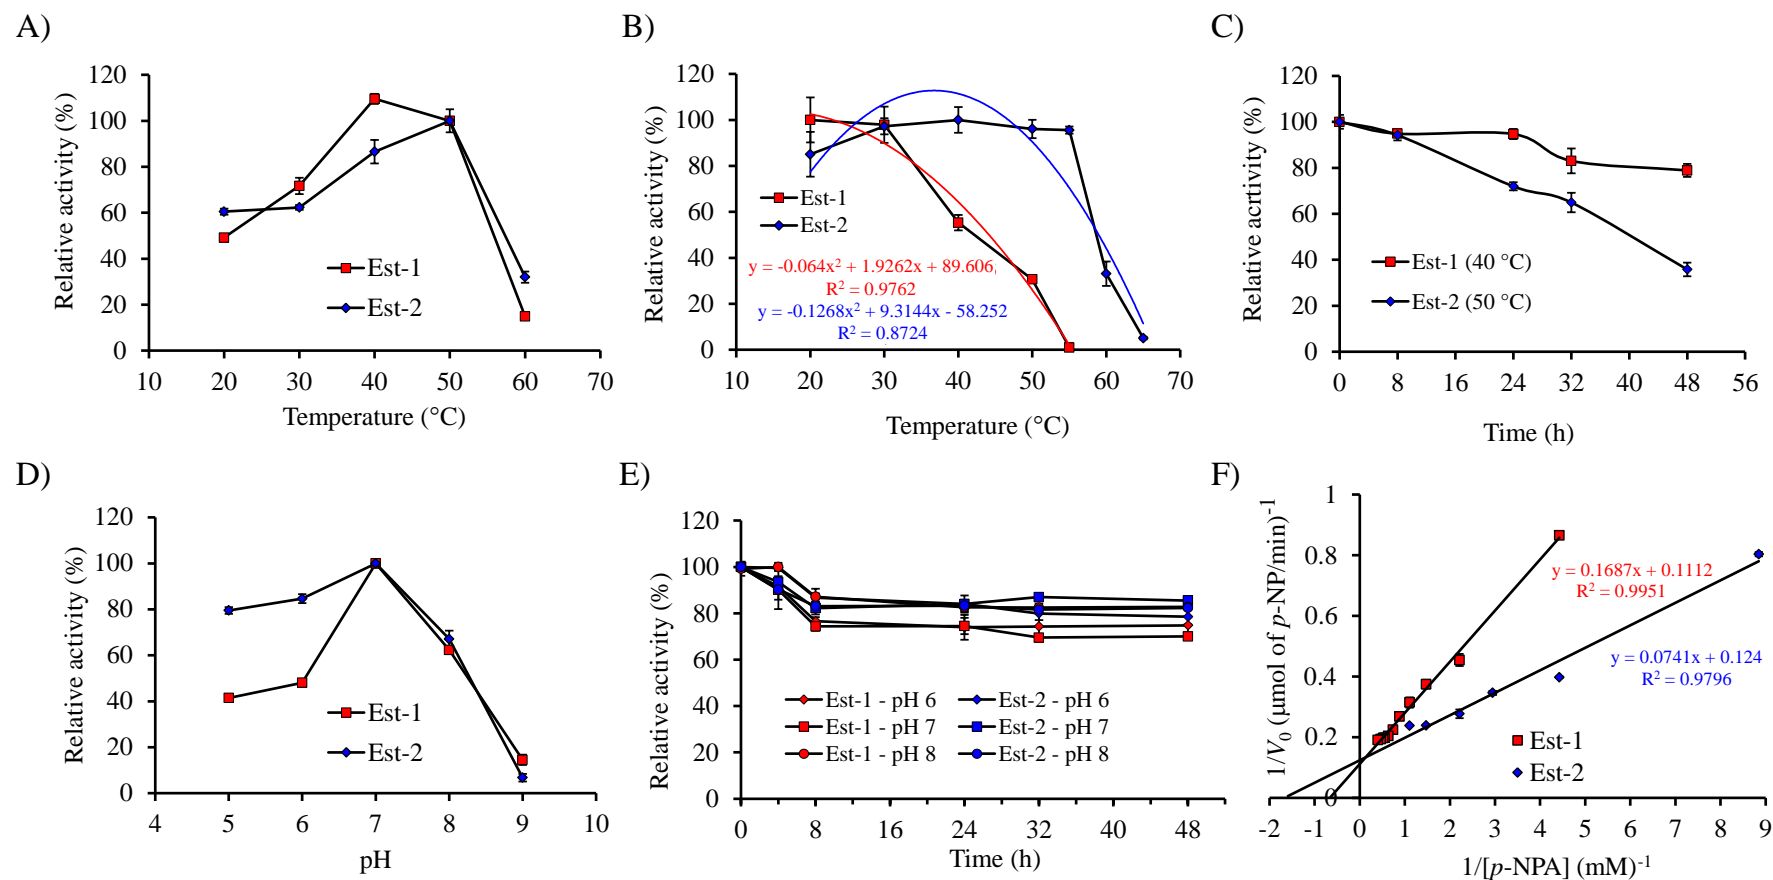 A)
Relative activity (%)
120
100
80
60
40
20
0
10 20 30 40 50 60 70
Temperature (°C)
Est-1
Est-2
B)
Relative activity (%)
120
100
80
60
40
20
0
10 20 30 40 50 60 70
Temperature (°C)
Est-1
Est-2
y = -0.064x² + 1.9262x + 89.606
R² = 0.9762
y = -0.1268x² + 9.3144x - 58.252
R² = 0.8724
C)
Relative acrtivity (%)
120
100
80
60
40
20
0
0 8 16 24 32 40 48 56
Time (h)
Est-1 (40 °C)
Est-2 (50 °C)
D)
Relative activity (%)
120
100
80
60
40
20
0
4 5 6 7 8 9 10
pH
Est-1
Est-2
E)
Relative activity (%)
120
100
80
60
40
20
0
0 8 24 32 48
Time (h)
Est-1 - pH 6
Est-1 - pH 7
Est-1 - pH 8
Est-2 - pH 6
Est-2 - pH 7
Est-2 - pH 8
F)
1/V₀ (µmol of p-NP/min)⁻¹
1
0.8
0.6
0.4
0.2
0
-2 -1 0 1 2 3 4 5 6 7 8 9
1/[p-NPA] (mM)⁻¹
y = 0.1687x + 0.1112
R² = 0.9951
y = 0.0741x + 0.124
R² = 0.9796
Est-1
Est-2